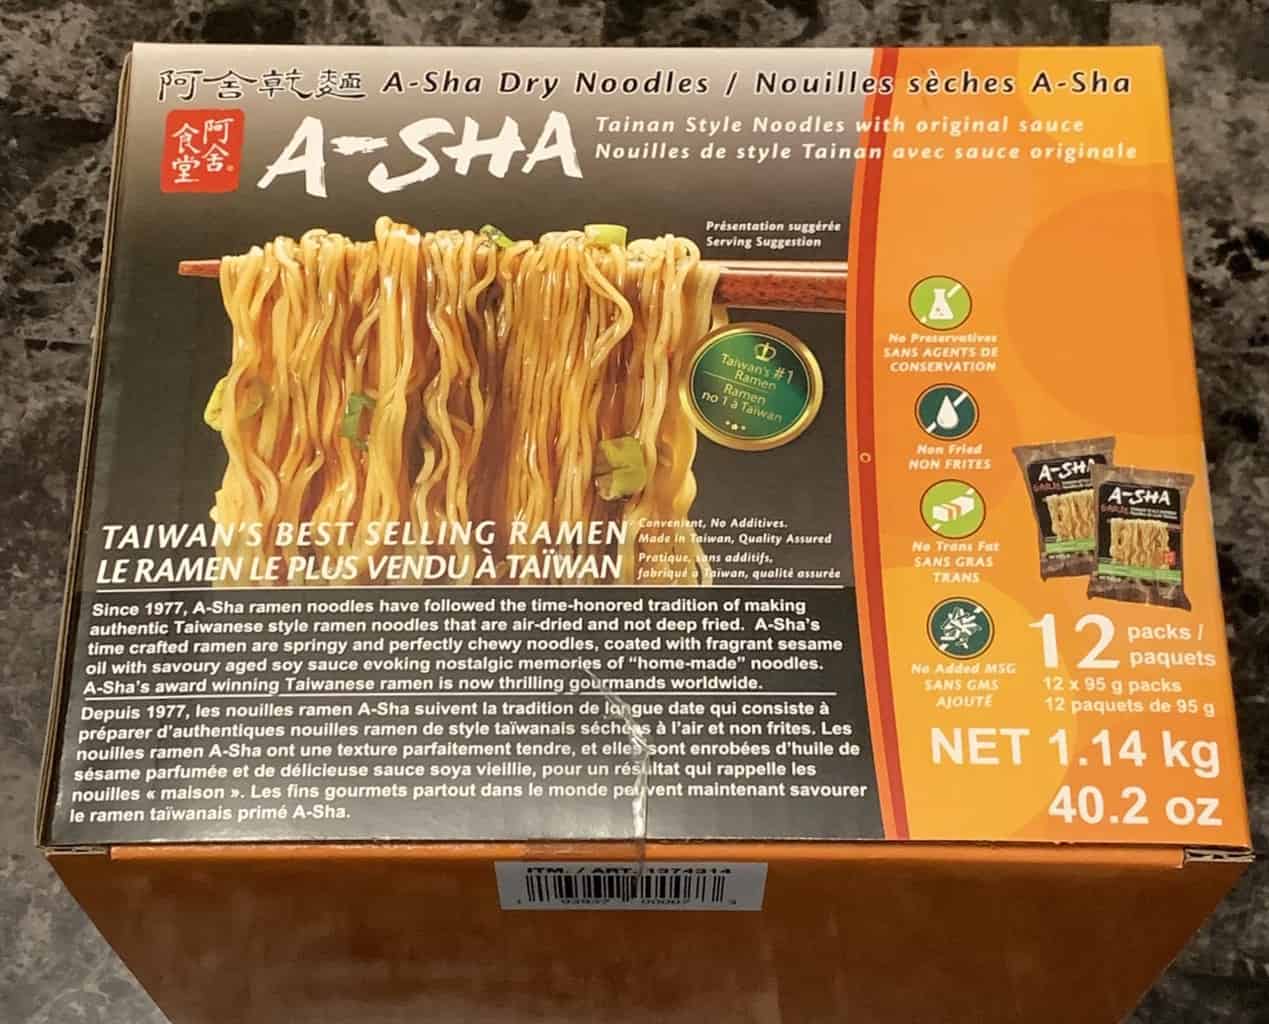 阿舍乾麵 A-Sha Dry Noodles / Nouilles sèches A-Sha
阿舍食堂®
A-SHA
Tainan Style Noodles with original sauce
Nouilles de style Tainan avec sauce originale
Présentation suggérée
Serving Suggestion
Taiwan's #1
Ramen
Ramen
no 1 à Taiwan
No Preservatives
SANS AGENTS DE
CONSERVATION
Non Fried
NON FRITES
No Trans Fat
SANS GRAS
TRANS
No Added MSG
SANS GMS
AJOUTÉ
A-SHA
A-SHA
TAIWAN'S BEST SELLING RAMEN
LE RAMEN LE PLUS VENDU À TAÏWAN
Convenient, No Additives.
Made in Taiwan, Quality Assured
Pratique, sans additifs,
fabriqué à Taiwan, qualité assurée
Since 1977, A-Sha ramen noodles have followed the time-honored tradition of making
authentic Taiwanese style ramen noodles that are air-dried and not deep fried. A-Sha's
time crafted ramen are springy and perfectly chewy noodles, coated with fragrant sesame
oil with savoury aged soy sauce evoking nostalgic memories of "home-made" noodles.
A-Sha's award winning Taiwanese ramen is now thrilling gourmands worldwide.
Depuis 1977, les nouilles ramen A-Sha suivent la tradition de longue date qui consiste à
préparer d'authentiques nouilles ramen de style taïwanais séchées à l'air et non frites. Les
nouilles ramen A-Sha ont une texture parfaitement tendre, et elles sont enrobées d'huile de
sésame parfumée et de délicieuse sauce soya vieillie, pour un résultat qui rappelle les
nouilles « maison ». Les fins gourmets partout dans le monde peuvent maintenant savourer
le ramen taïwanais primé A-Sha.
12 packs /
paquets
12 x 95 g packs
12 paquets de 95 g
NET 1.14 kg
40.2 oz
ITM. / ART. 1374314